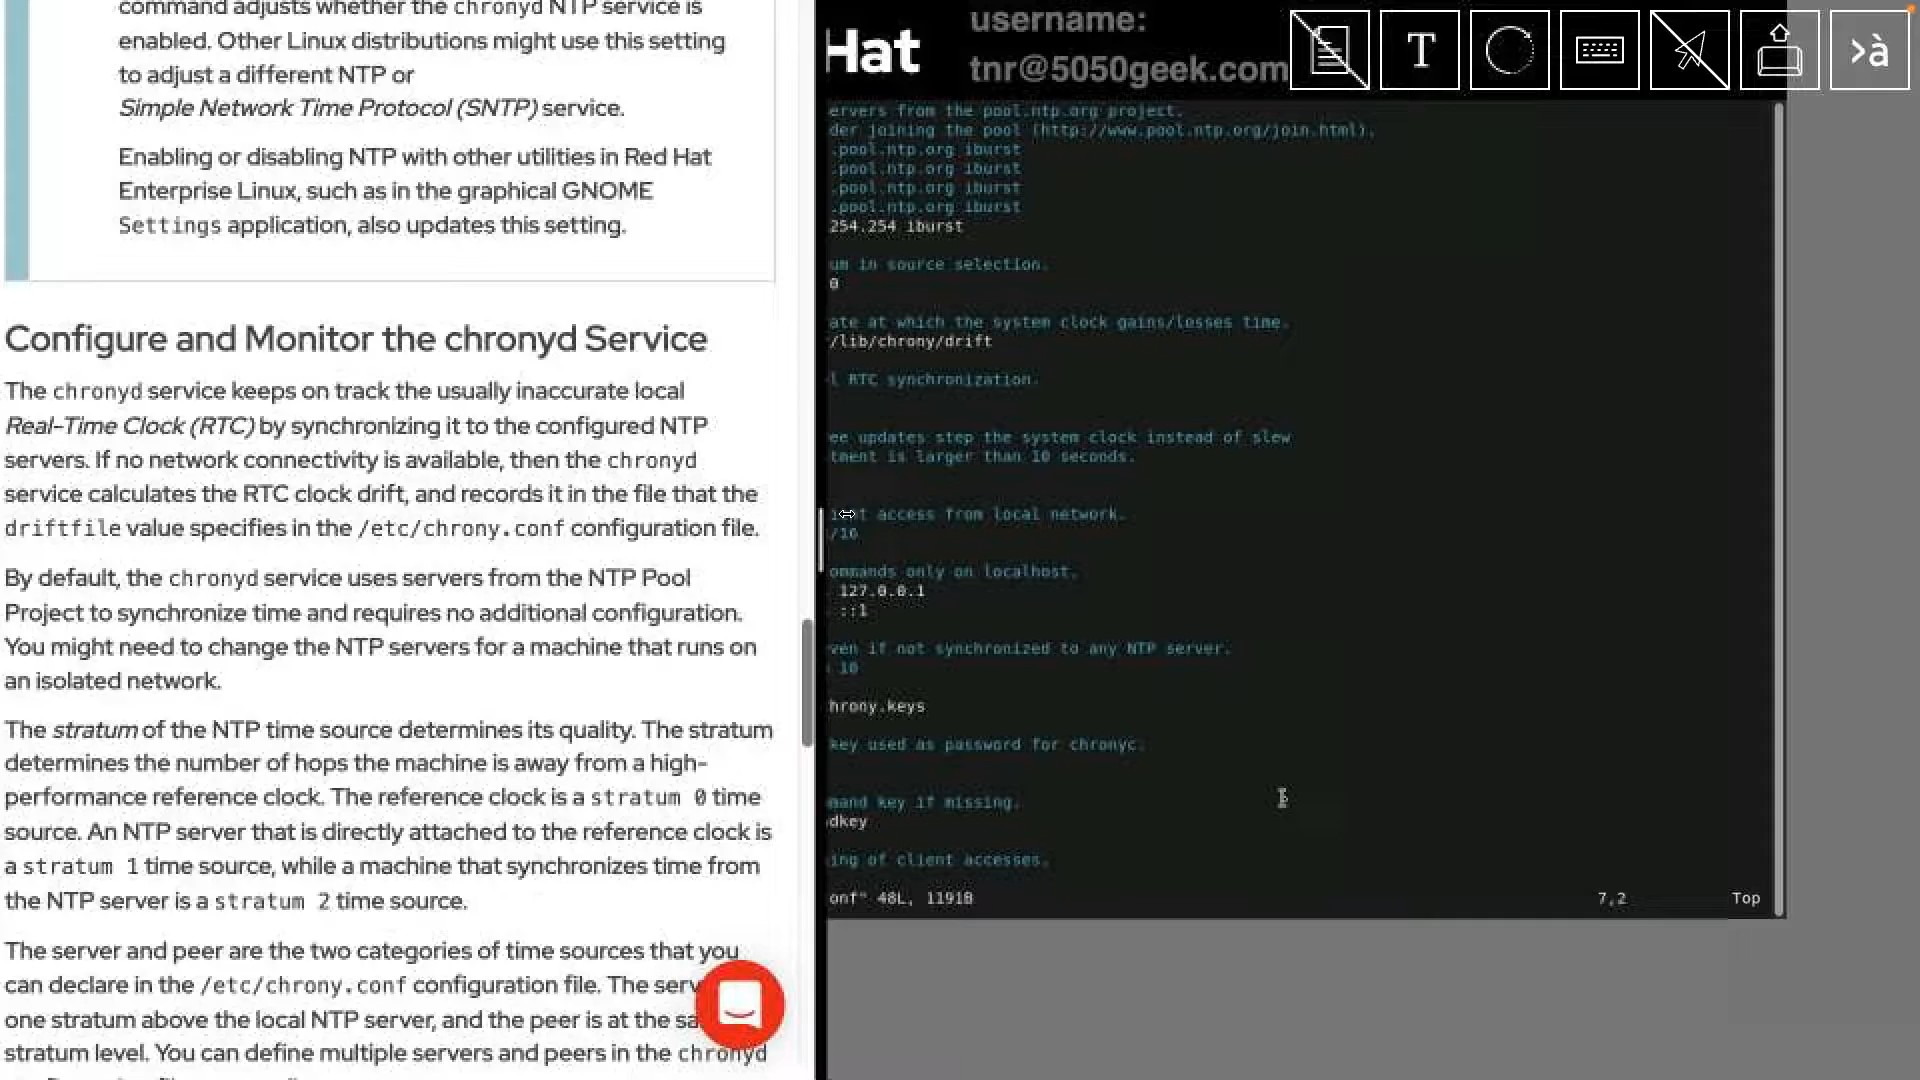 command adjusts whether the chronyd NTP service is
enabled. Other Linux distributions might use this setting
to adjust a different NTP or
Simple Network Time Protocol (SNTP) service.
Enabling or disabling NTP with other utilities in Red Hat
Enterprise Linux, such as in the graphical GNOME
Settings application, also updates this setting.
Configure and Monitor the chronyd Service
The chronyd service keeps on track the usually inaccurate local
Real-Time Clock (RTC) by synchronizing it to the configured NTP
servers. If no network connectivity is available, then the chronyd
service calculates the RTC clock drift, and records it in the file that the
driftfile value specifies in the /etc/chrony.conf configuration file.
By default, the chronyd service uses servers from the NTP Pool
Project to synchronize time and requires no additional configuration.
You might need to change the NTP servers for a machine that runs on
an isolated network.
The stratum of the NTP time source determines its quality. The stratum
determines the number of hops the machine is away from a high-
performance reference clock. The reference clock is a stratum 0 time
source. An NTP server that is directly attached to the reference clock is
a stratum 1 time source, while a machine that synchronizes time from
the NTP server is a stratum 2 time source.
The server and peer are the two categories of time sources that you
can declare in the /etc/chrony.conf configuration file. The serv
one stratum above the local NTP server, and the peer is at the sa
stratum level. You can define multiple servers and peers in the chronyd
Hat
username:
tnr@5050geek.com
T
>à
ervers from the pool.ntp.org project.
der joining the pool (http://www.pool.ntp.org/join.html).
.pool.ntp.org iburst
.pool.ntp.org iburst
.pool.ntp.org iburst
.pool.ntp.org iburst
254.254 iburst
um in source selection.
0
ate at which the system clock gains/losses time.
/lib/chrony/drift
l RTC synchronization.
ee updates step the system clock instead of slew
tment is larger than 10 seconds.
access from local network.
/16
ommands only on localhost.
127.0.0.1
::1
ven if not synchronized to any NTP server.
10
hrony.keys
key used as password for chronyc.
mand key if missing.
dkey
ing of client accesses.
onf" 48L, 1191B
7,2
Top